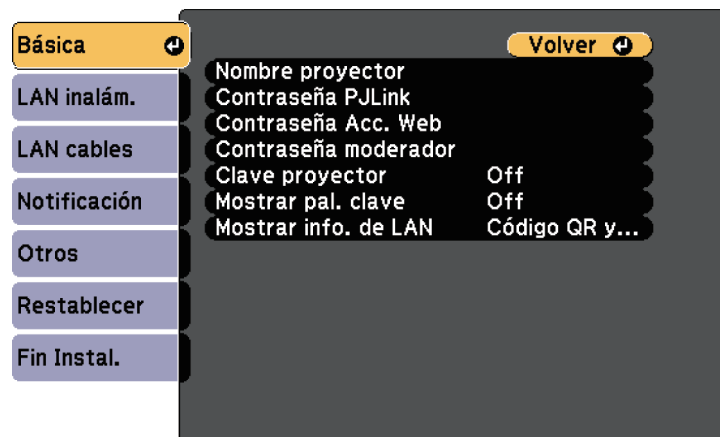 Básica
LAN inalám.
LAN cables
Notificación
Otros
Restablecer
Fin Instal.
Volver
Nombre proyector
Contraseña PJLink
Contraseña Acc. Web
Contraseña moderador
Clave proyector Off
Mostrar pal. clave Off
Mostrar info. de LAN Código QR y...